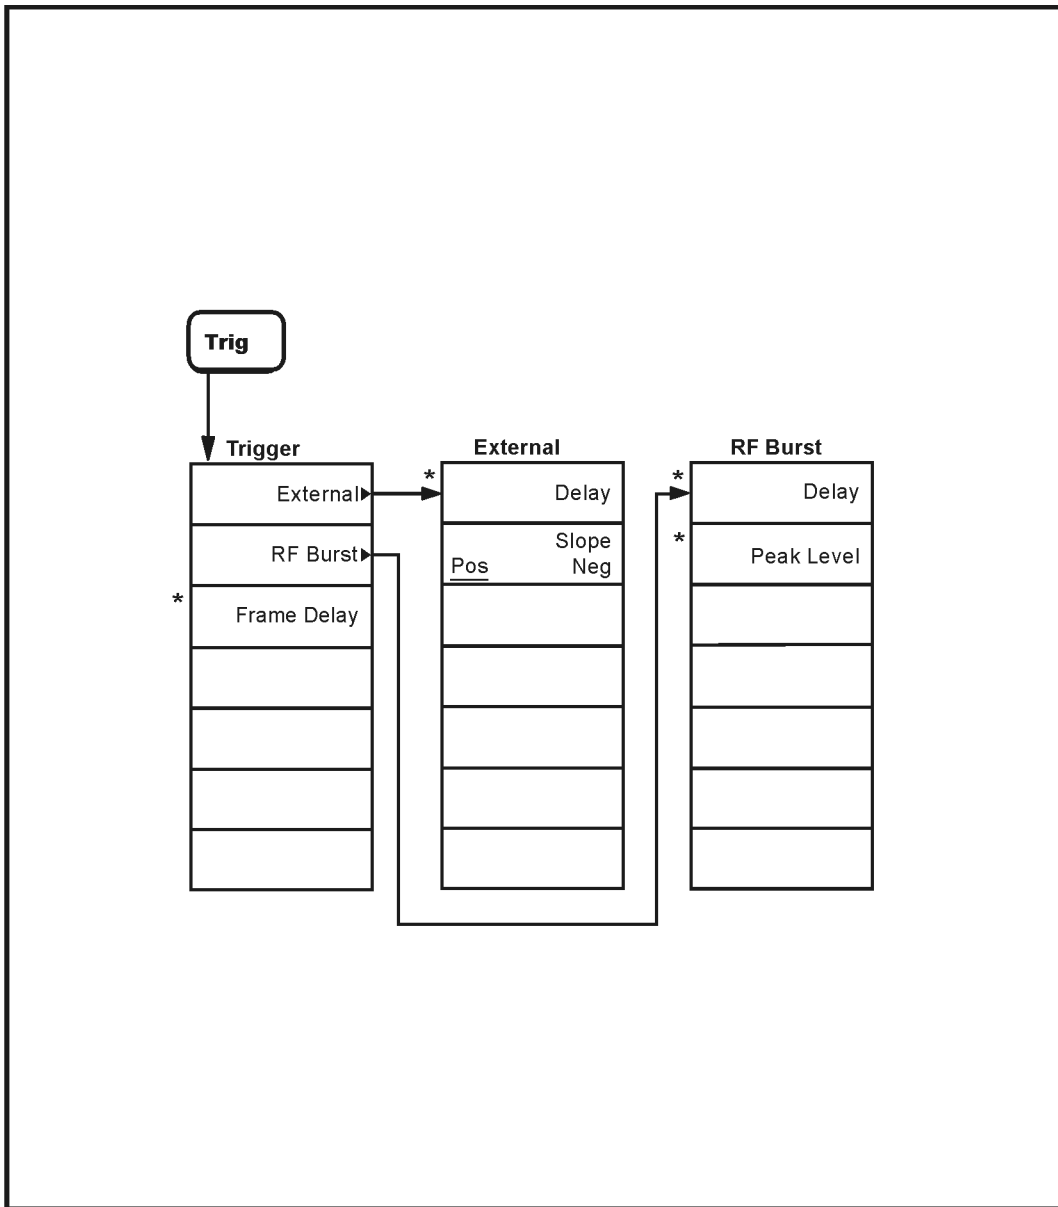 Trig
Trigger
External
RF Burst
* Frame Delay
External
* Delay
Slope
Pos Neg
RF Burst
* Delay
* Peak Level